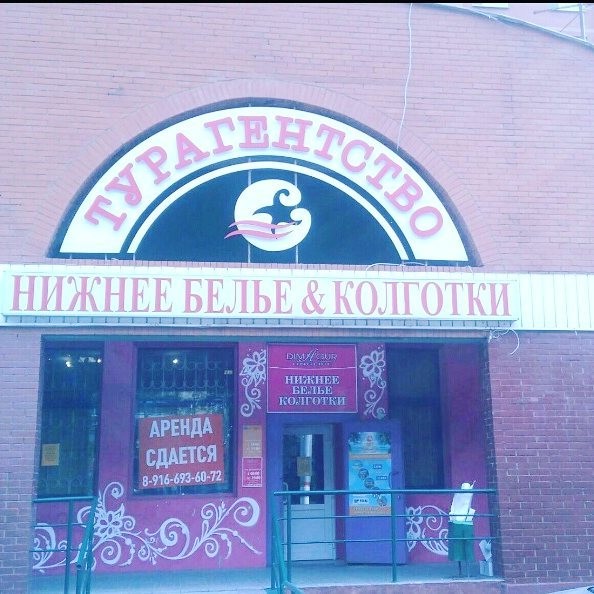 ТУРАГЕНТСТВО
НИЖНЕЕ БЕЛЬЕ & КОЛГОТКИ
НИЖНЕЕ
БЕЛЬЕ
КОЛГОТКИ
АРЕНДА
СДАЕТСЯ
8-916-693-60-72